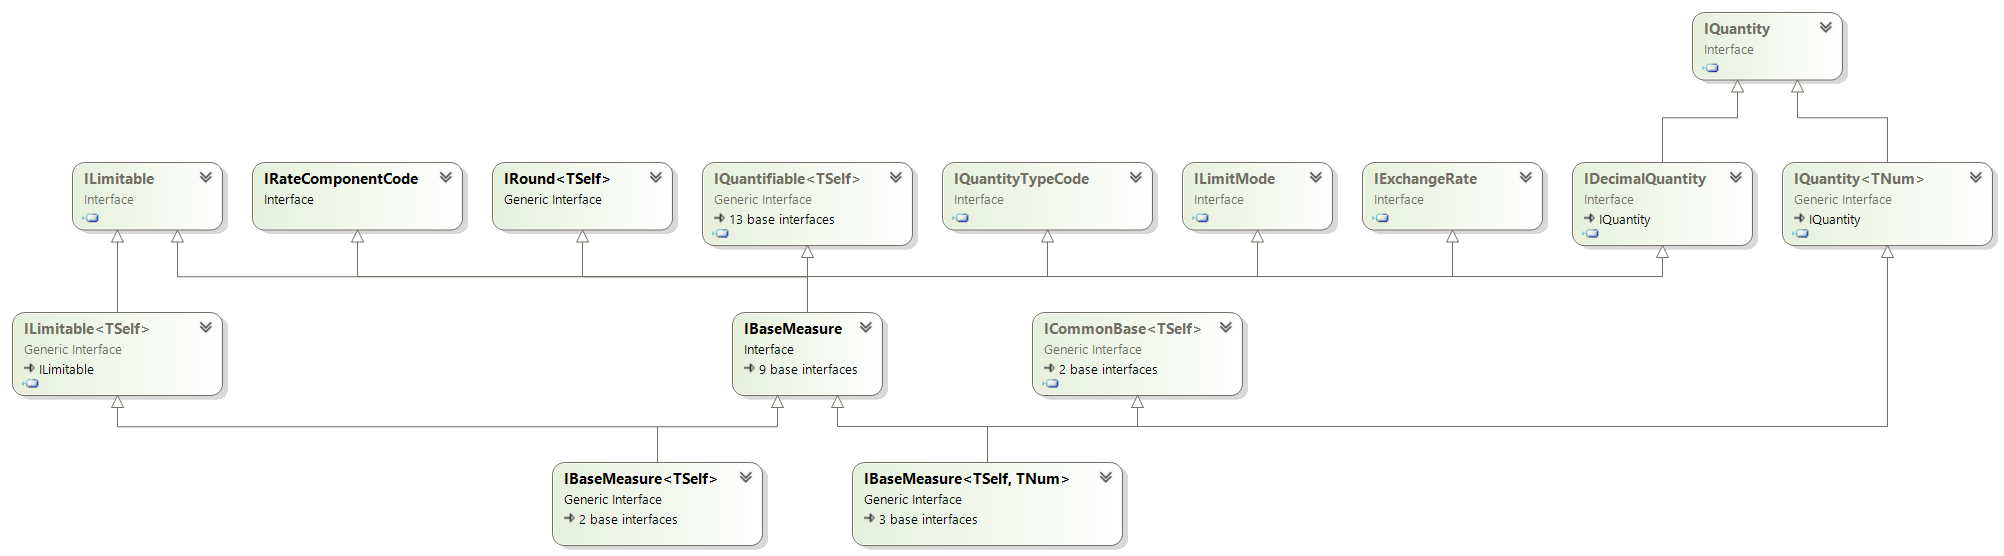 IQuantity
Interface
ILimitable
Interface
IRateComponentCode
Interface
IRound<TSelf>
Generic Interface
IQuantifiable<TSelf>
Generic Interface
13 base interfaces
IQuantityTypeCode
Interface
ILimitMode
Interface
IExchangeRate
Interface
IDecimalQuantity
Interface
IQuantity
IQuantity<TNum>
Generic Interface
IQuantity
ILimitable<TSelf>
Generic Interface
ILimitable
IBaseMeasure
Interface
9 base interfaces
ICommonBase<TSelf>
Generic Interface
2 base interfaces
IBaseMeasure<TSelf>
Generic Interface
2 base interfaces
IBaseMeasure<TSelf, TNum>
Generic Interface
3 base interfaces